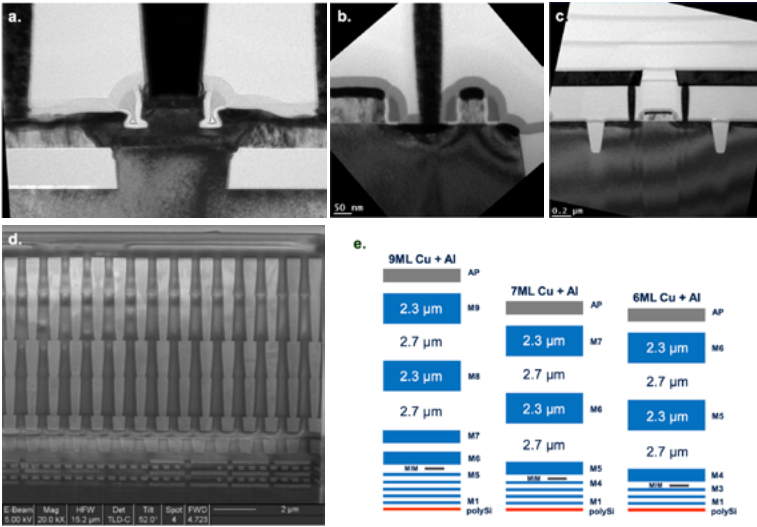 a.
b.
c.
50 nm
0.2 µm
d.
E-Beam Mag HFW Det Tilt Spot FWD
5.00 kV 20.0 kX 15.2 µm TLD-C 52.0° 4 4.723 2 µm
e.
9ML Cu + Al
AP
2.3 µm M9
2.7 µm
2.3 µm M8
2.7 µm
M7
M6
MIM
M5
M1
polySi
7ML Cu + Al
AP
2.3 µm M7
2.7 µm
2.3 µm M6
2.7 µm
M5
MIM M4
M1
polySi
6ML Cu + Al
AP
2.3 µm M6
2.7 µm
2.3 µm M5
2.7 µm
M4
MIM M3
M1
polySi